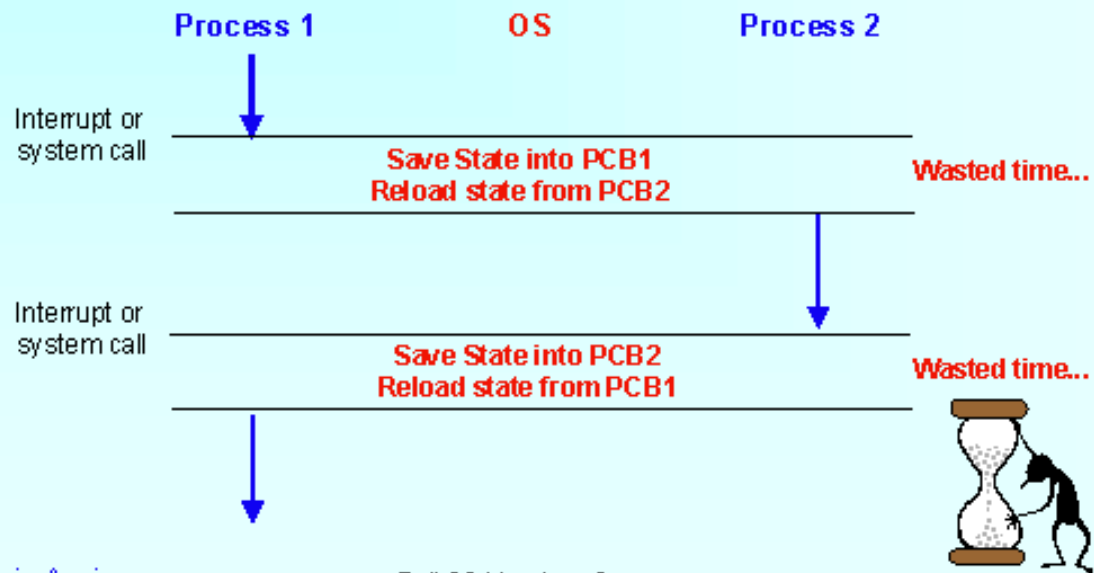 Process 1
OS
Process 2
Interrupt or
system call
Save State into PCB1
Reload state from PCB2
Wasted time...
Interrupt or
system call
Save State into PCB2
Reload state from PCB1
Wasted time...